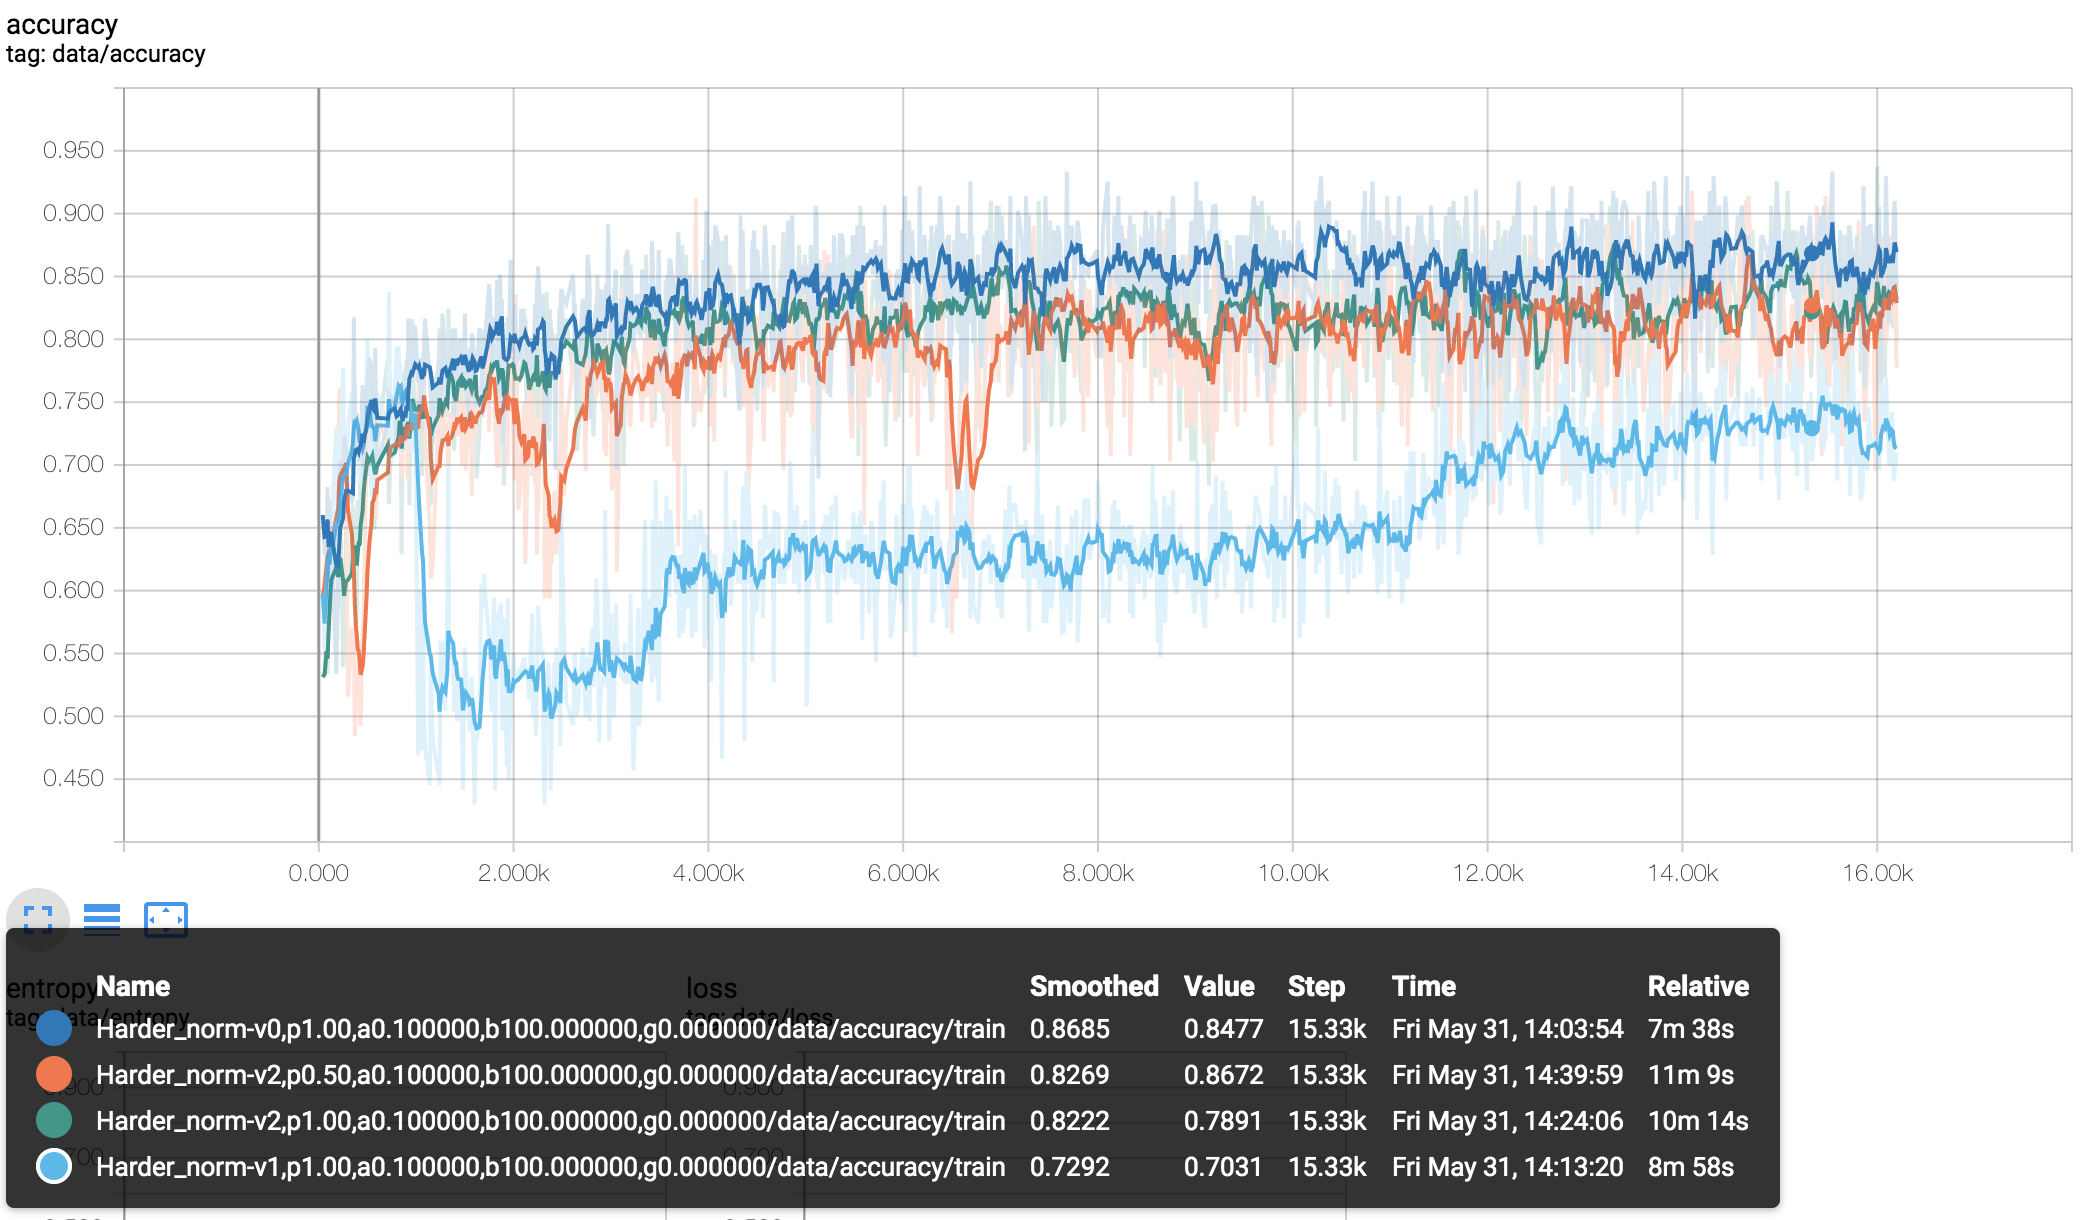 accuracy
tag: data/accuracy
0.950
0.900
0.850
0.800
0.750
0.700
0.650
0.600
0.550
0.500
0.450
0.000 2.000k 4.000k 6.000k 8.000k 10.00k 12.00k 14.00k 16.00k
entropy loss
tag: data/entropy tag: data/loss
Name Smoothed Value Step Time Relative
Harder_norm-v0,p1.00,a0.100000,b100.000000,g0.000000/data/accuracy/train 0.8685 0.8477 15.33k Fri May 31, 14:03:54 7m 38s
Harder_norm-v2,p0.50,a0.100000,b100.000000,g0.000000/data/accuracy/train 0.8269 0.8672 15.33k Fri May 31, 14:39:59 11m 9s
0.900
Harder_norm-v2,p1.00,a0.100000,b100.000000,g0.000000/data/accuracy/train 0.8222 0.7891 15.33k Fri May 31, 14:24:06 10m 14s
Harder_norm-v1,p1.00,a0.100000,b100.000000,g0.000000/data/accuracy/train 0.7292 0.7031 15.33k Fri May 31, 14:13:20 8m 58s